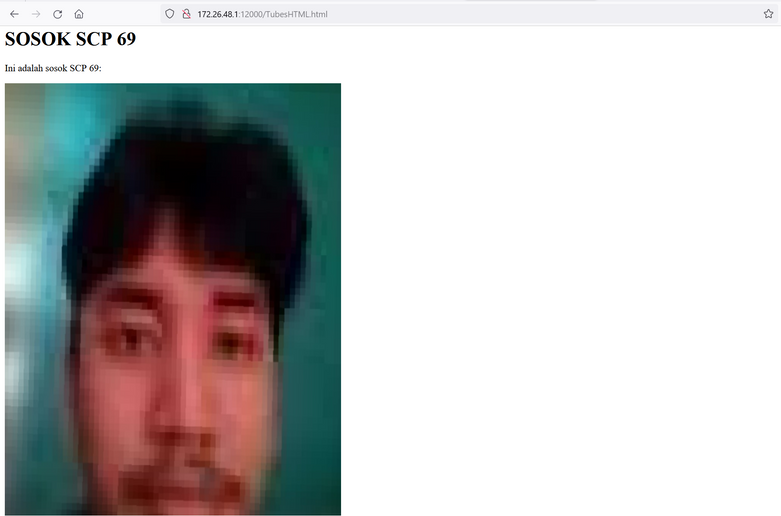 172.26.48.1:12000/TubesHTML.html
SOSOK SCP 69
Ini adalah sosok SCP 69: